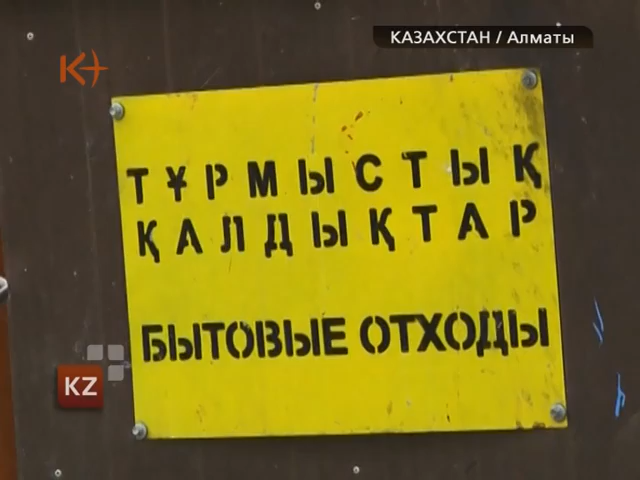 КАЗАХСТАН / Алматы
K+
ТҰРМЫСТЫҚ
ҚАЛДЫҚТАР
БЫТОВЫЕ ОТХОДЫ
KZ